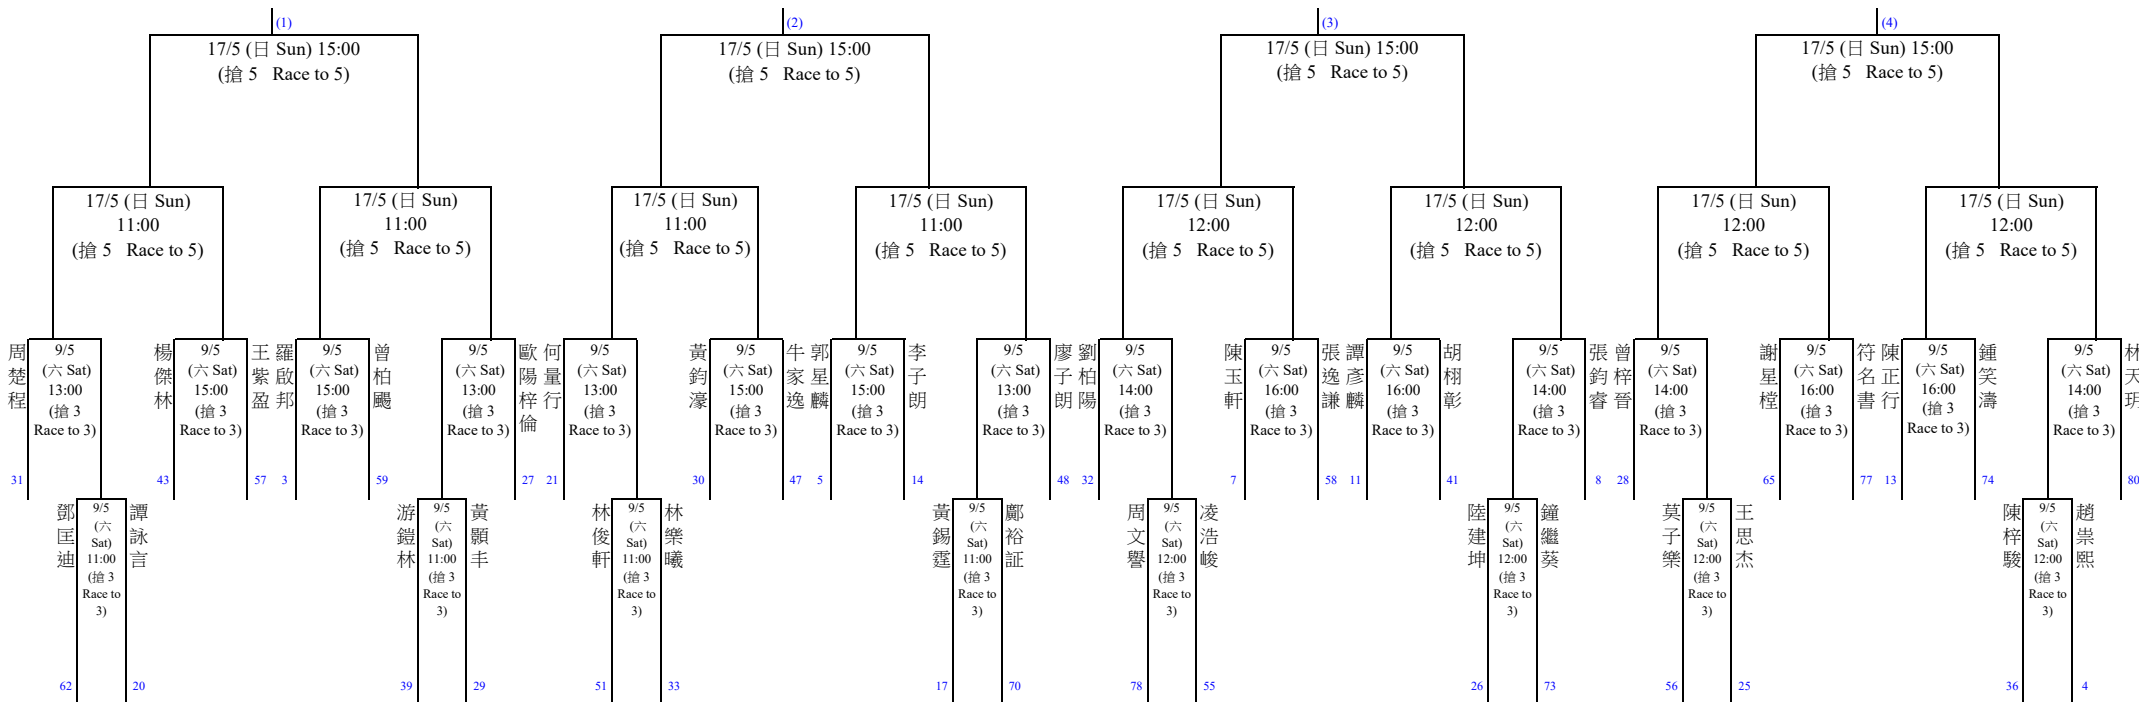 (1)
(2)
(3)
(4)
17/5 (日 Sun) 15:00
(搶 5 Race to 5)
17/5 (日 Sun) 15:00
(搶 5 Race to 5)
17/5 (日 Sun) 15:00
(搶 5 Race to 5)
17/5 (日 Sun) 15:00
(搶 5 Race to 5)
17/5 (日 Sun)
11:00
(搶 5 Race to 5)
17/5 (日 Sun)
11:00
(搶 5 Race to 5)
17/5 (日 Sun)
11:00
(搶 5 Race to 5)
17/5 (日 Sun)
11:00
(搶 5 Race to 5)
17/5 (日 Sun)
12:00
(搶 5 Race to 5)
17/5 (日 Sun)
12:00
(搶 5 Race to 5)
17/5 (日 Sun)
12:00
(搶 5 Race to 5)
17/5 (日 Sun)
12:00
(搶 5 Race to 5)
周楚程
31
9/5
(六 Sat)
13:00
(搶 3
Race to 3)
楊傑林
43
9/5
(六 Sat)
15:00
(搶 3
Race to 3)
王紫盈
57
羅啟邦
3
9/5
(六 Sat)
15:00
(搶 3
Race to 3)
曾柏颺
59
9/5
(六 Sat)
13:00
(搶 3
Race to 3)
歐陽梓倫
27
何量行
21
9/5
(六 Sat)
13:00
(搶 3
Race to 3)
黃鈞濠
30
9/5
(六 Sat)
15:00
(搶 3
Race to 3)
牛家逸
47
郭星麟
5
9/5
(六 Sat)
15:00
(搶 3
Race to 3)
李子朗
14
9/5
(六 Sat)
13:00
(搶 3
Race to 3)
廖子朗
48
劉柏陽
32
9/5
(六 Sat)
14:00
(搶 3
Race to 3)
陳玉軒
7
9/5
(六 Sat)
16:00
(搶 3
Race to 3)
張逸謙
58
譚彥麟
11
9/5
(六 Sat)
16:00
(搶 3
Race to 3)
胡栩彰
41
9/5
(六 Sat)
14:00
(搶 3
Race to 3)
張鈞睿
8
曾梓晉
28
9/5
(六 Sat)
14:00
(搶 3
Race to 3)
謝星樘
65
9/5
(六 Sat)
16:00
(搶 3
Race to 3)
符名書
77
陳正行
13
9/5
(六 Sat)
16:00
(搶 3
Race to 3)
鍾笑濤
74
9/5
(六 Sat)
14:00
(搶 3
Race to 3)
林天玥
80
鄧匡迪
62
9/5
(六
Sat)
11:00
(搶 3
Race to
3)
譚詠言
20
游鎧林
39
9/5
(六
Sat)
11:00
(搶 3
Race to
3)
黃顥丰
29
林俊軒
51
9/5
(六
Sat)
11:00
(搶 3
Race to
3)
林樂曦
33
黃錫霆
17
9/5
(六
Sat)
11:00
(搶 3
Race to
3)
鄺裕証
70
周文譽
78
9/5
(六
Sat)
12:00
(搶 3
Race to
3)
凌浩峻
55
陸建坤
26
9/5
(六
Sat)
12:00
(搶 3
Race to
3)
鐘繼葵
73
莫子樂
56
9/5
(六
Sat)
12:00
(搶 3
Race to
3)
王思杰
25
陳梓駿
36
9/5
(六
Sat)
12:00
(搶 3
Race to
3)
趙祟熙
4